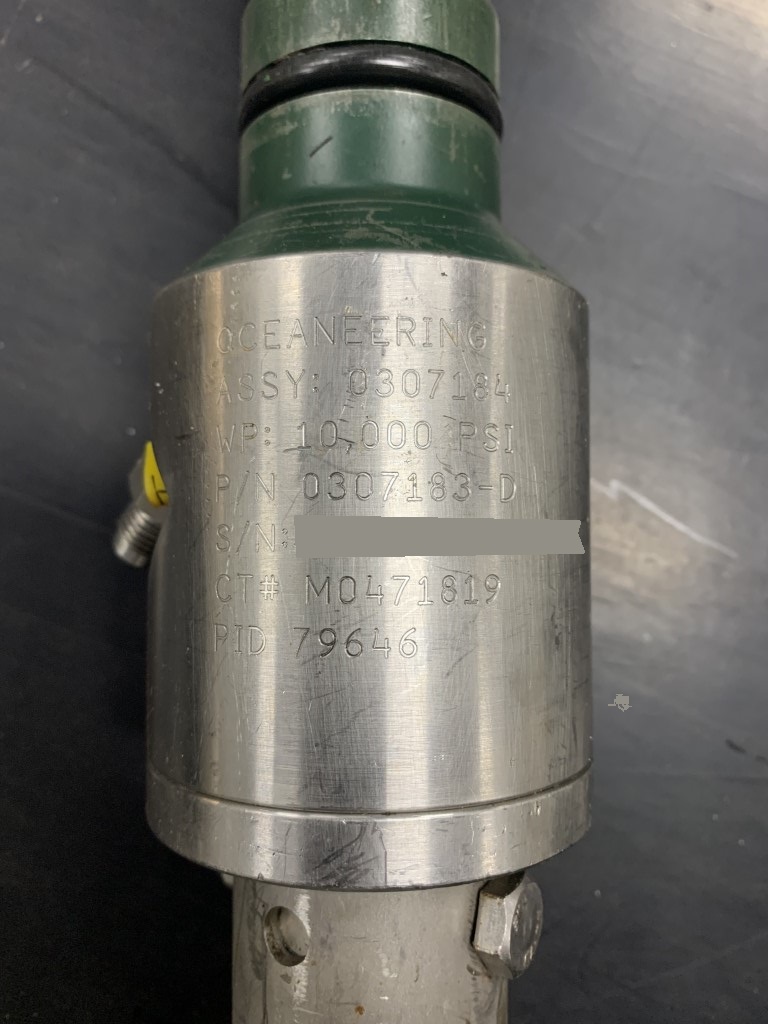 OCEANEERING
ASSY: 0307184
WP: 10,000 PSI
P/N 0307183-D
S/N:
CT# M0471819
PID 79646